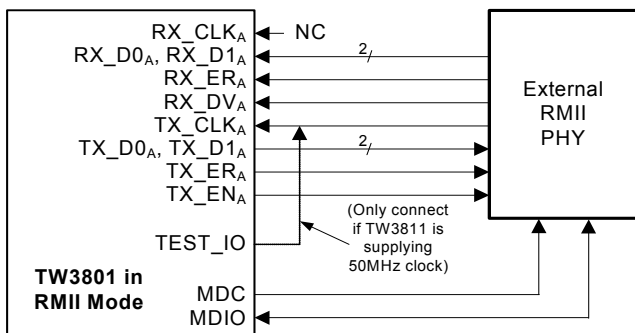 RX_CLKA
NC
RX_D0A, RX_D1A
2/
RX_ERA
RX_DVA
TX_CLKA
TX_D0A, TX_D1A
2/
TX_ERA
TX_ENA
TEST_IO
(Only connect
if TW3811 is
supplying
50MHz clock)
TW3801 in
RMII Mode
MDC
MDIO
External
RMII
PHY